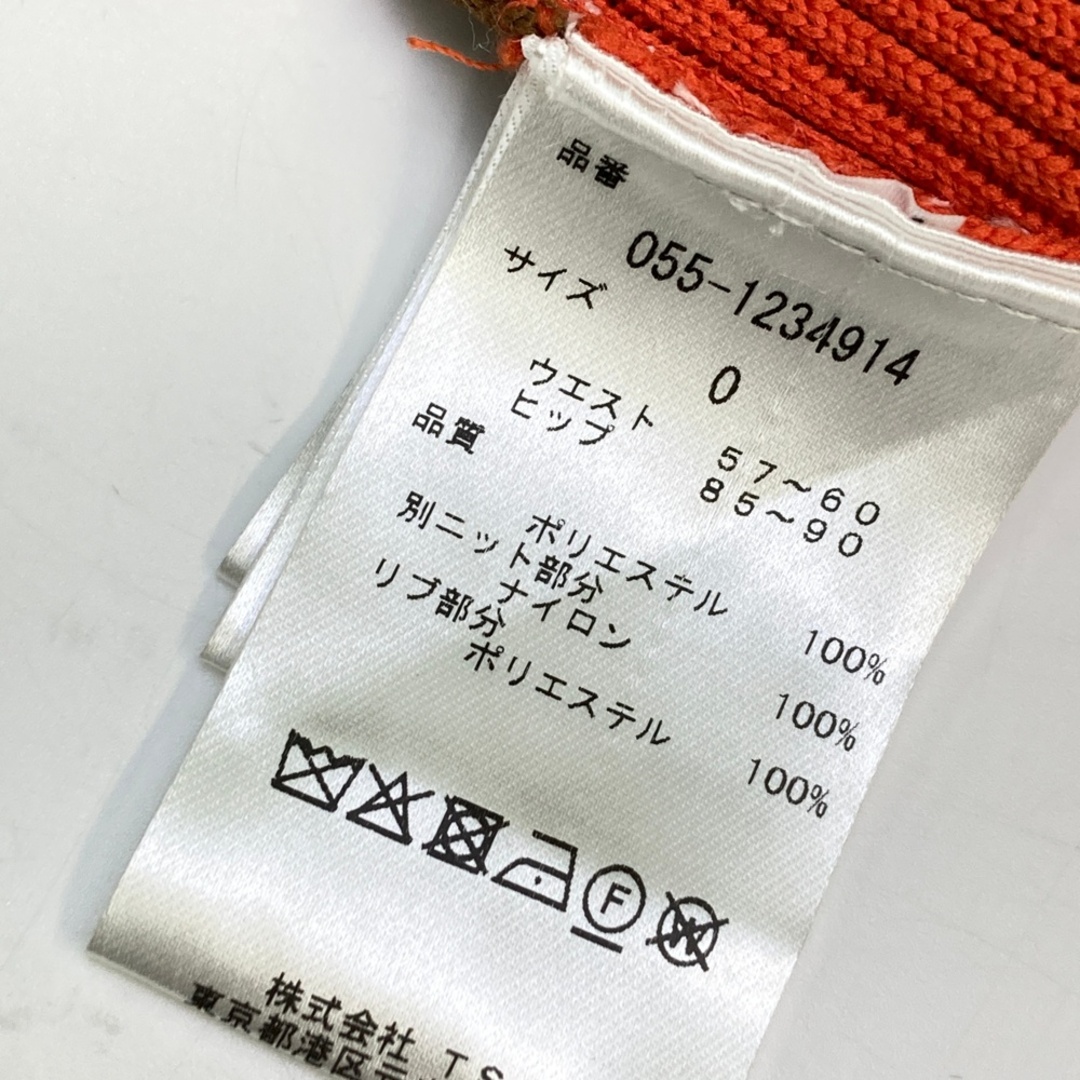 品番
055-1234914
サイズ
0
ウエスト 57~60
ヒップ 85~90
品質
ポリエステル 100%
別ニット部分
ナイロン 100%
リブ部分
ポリエステル 100%
F W
株式会社 TS
東京都港区元